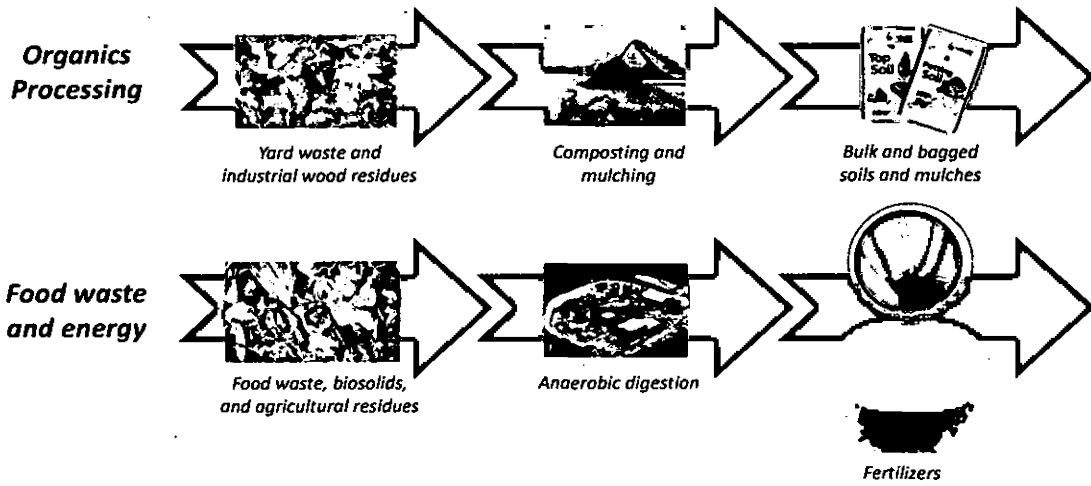 Organics
Processing
Yard waste and
industrial wood residues
Composting and
mulching
Top
Soil
Soil
Bulk and bagged
soils and mulches
Food waste
and energy
Food waste, biosolids,
and agricultural residues
Anaerobic digestion
Fertilizers